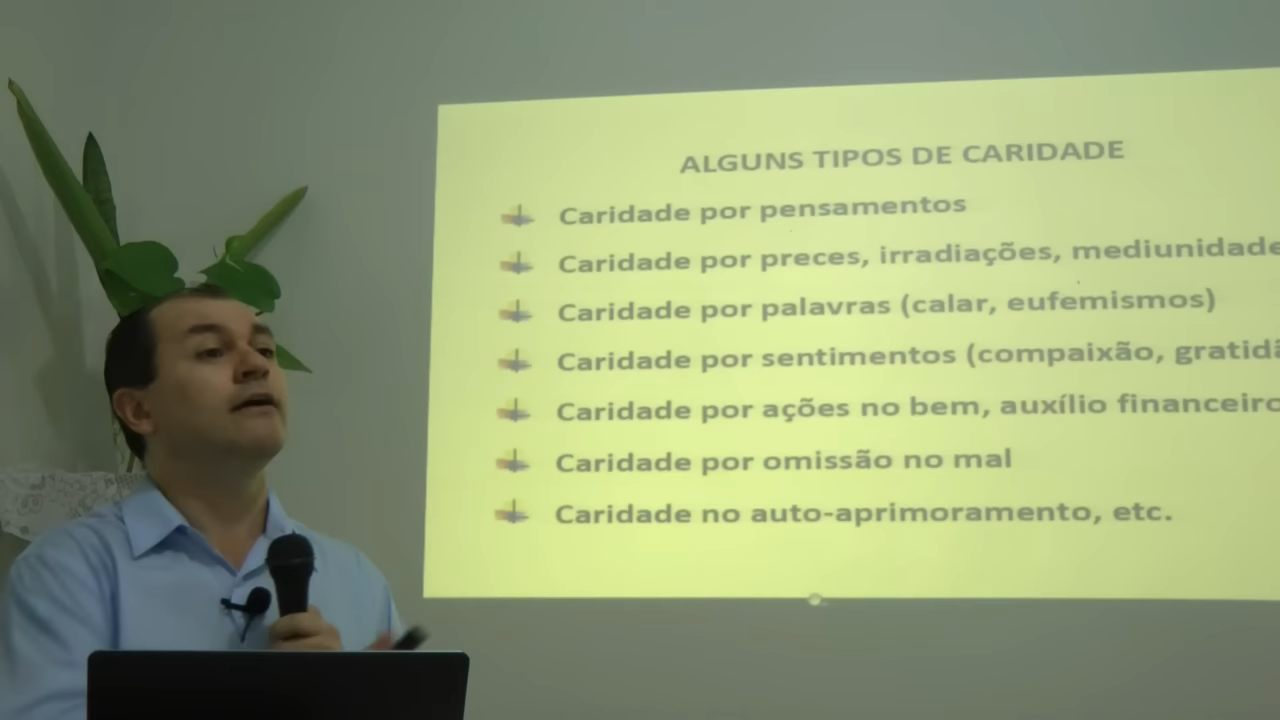 ALGUNS TIPOS DE CARIDADE
Caridade por pensamentos
Caridade por preces, irradiações, mediunidade
Caridade por palavras (calar, eufemismos)
Caridade por sentimentos (compaixão,
Caridade por ações no bem, auxílio financeiro
Caridade por omissão no mal
Caridade no auto-aprimoramento, etc.